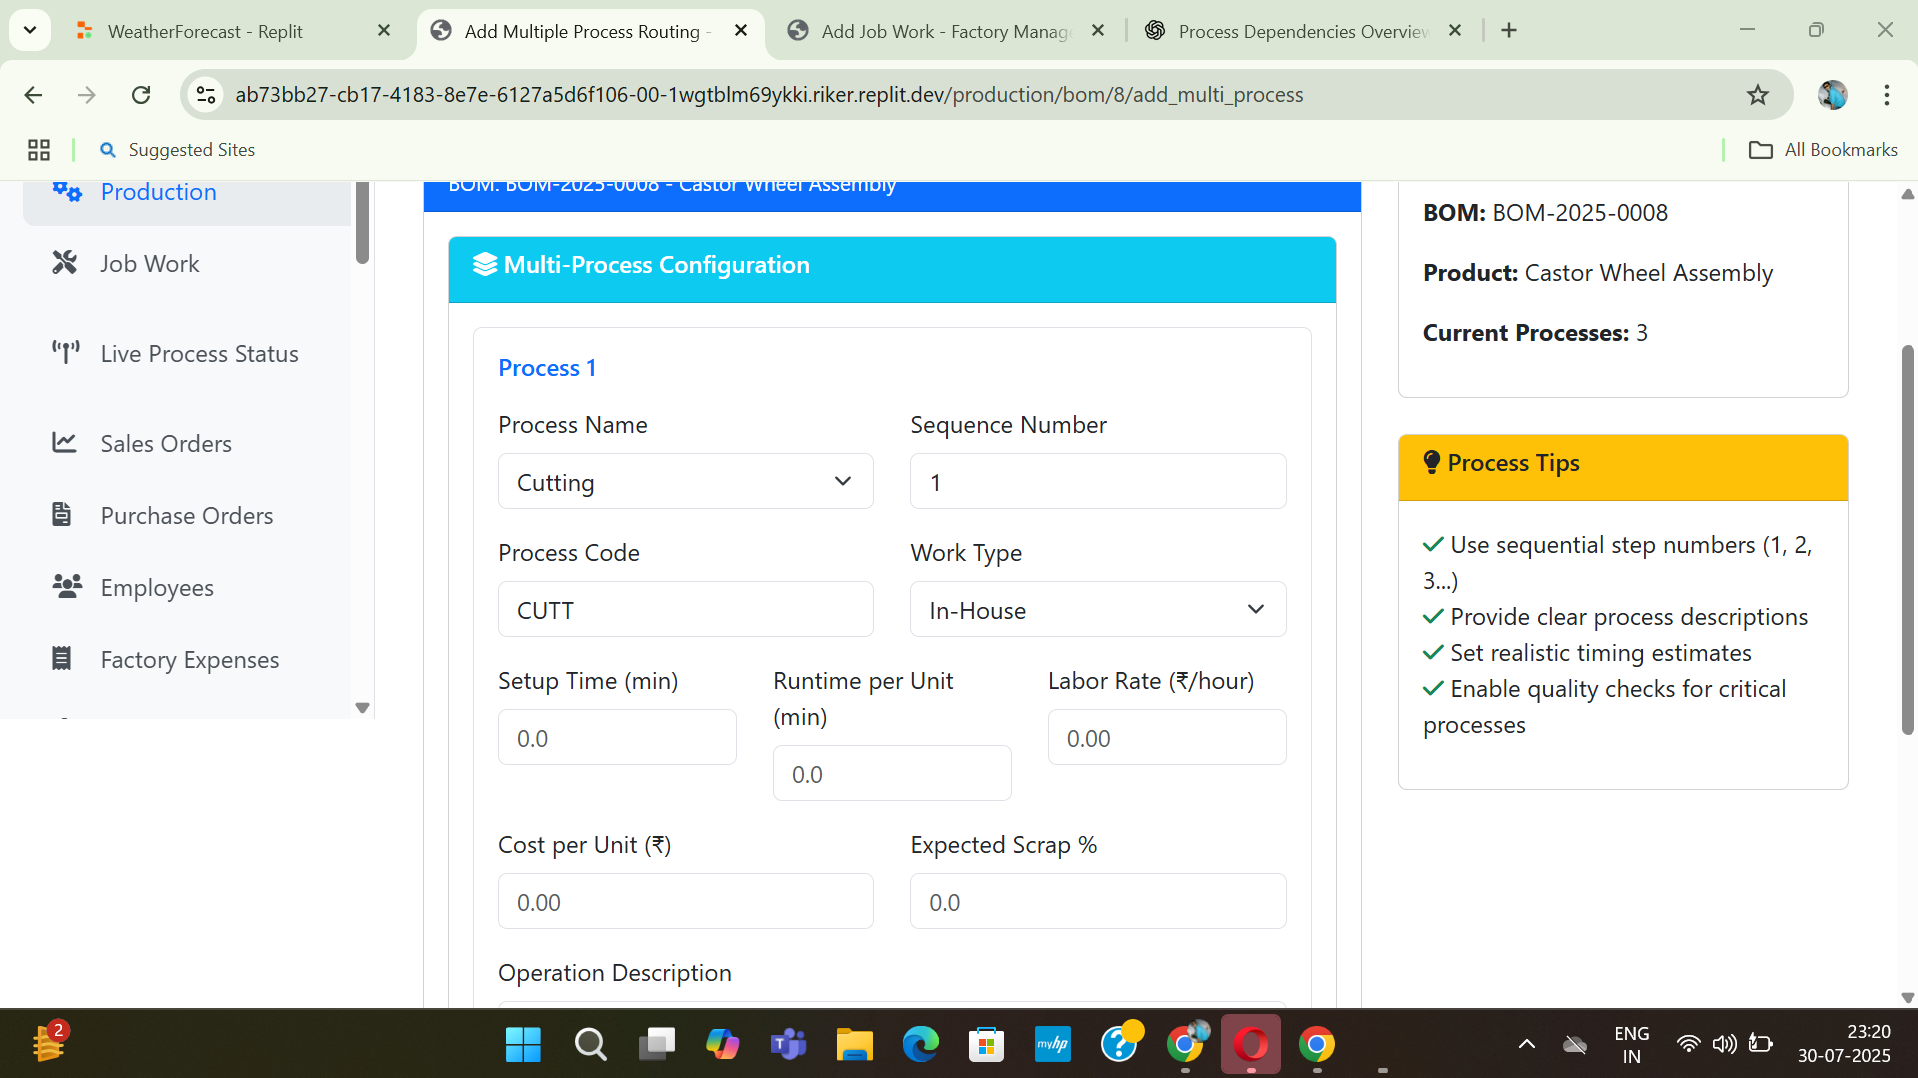 WeatherForecast - Replit
Add Multiple Process Routing -
Add Job Work - Factory Manag
Process Dependencies Overview
ab73bb27-cb17-4183-8e7e-6127a5d6f106-00-1wgtblm69ykki.riker.replit.dev/production/bom/8/add_multi_process
Suggested Sites
All Bookmarks
Production
Job Work
Live Process Status
Sales Orders
Purchase Orders
Employees
Factory Expenses
BOM: BOM-2025-0008 - Castor Wheel Assembly
Multi-Process Configuration
Process 1
Process Name
Sequence Number
Cutting
1
Process Code
Work Type
CUTT
In-House
Setup Time (min)
Runtime per Unit
(min)
Labor Rate (₹/hour)
0.0
0.0
0.00
Cost per Unit (₹)
Expected Scrap %
0.00
0.0
Operation Description
BOM: BOM-2025-0008
Product: Castor Wheel Assembly
Current Processes: 3
Process Tips
Use sequential step numbers (1, 2,
3...)
Provide clear process descriptions
Set realistic timing estimates
Enable quality checks for critical
processes
2
myhp
ENG
IN
23:20
30-07-2025